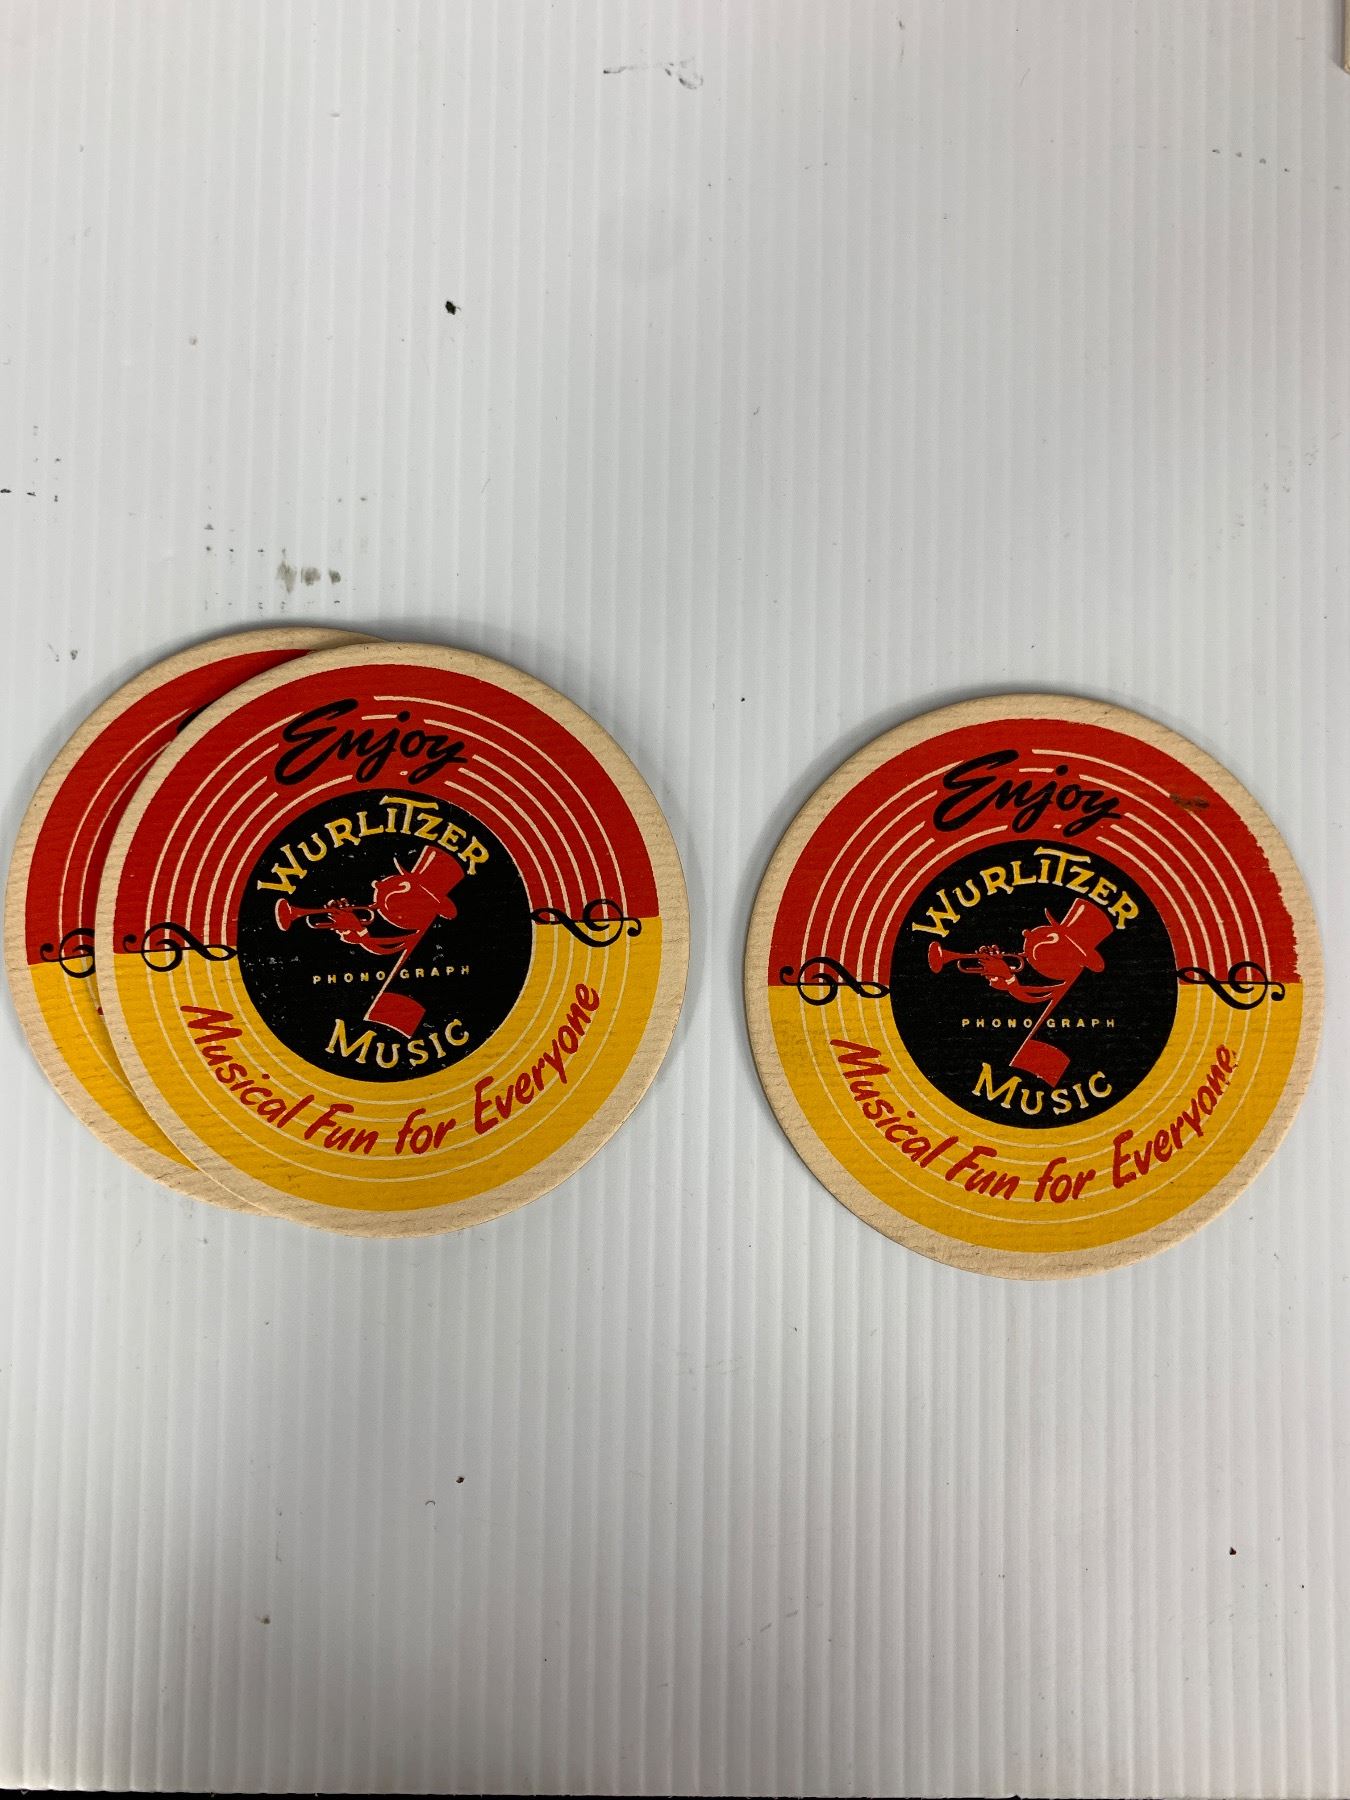 Enjoy
WURLITZER
PHONOGRAPH
MUSIC
Musical Fun for Everyone
Enjoy
WURLITZER
PHONOGRAPH
MUSIC
Musical Fun for Everyone